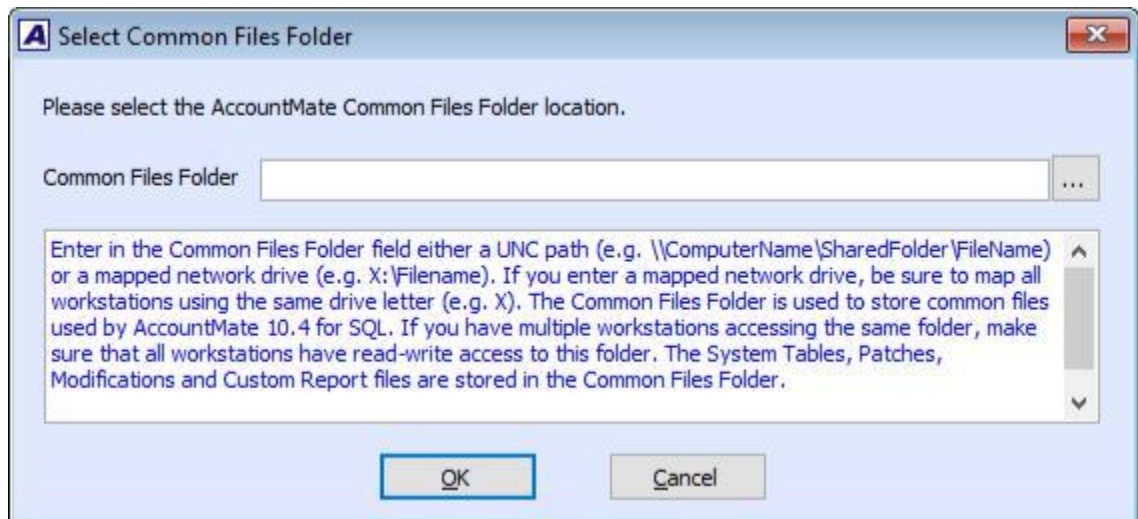 A Select Common Files Folder
Please select the AccountMate Common Files Folder location.
Common Files Folder ...
Enter in the Common Files Folder field either a UNC path (e.g. \\ComputerName\SharedFolder\FileName)
or a mapped network drive (e.g. X:\Filename). If you enter a mapped network drive, be sure to map all
workstations using the same drive letter (e.g. X). The Common Files Folder is used to store common files
used by AccountMate 10.4 for SQL. If you have multiple workstations accessing the same folder, make
sure that all workstations have read-write access to this folder. The System Tables, Patches,
Modifications and Custom Report files are stored in the Common Files Folder.
OK Cancel